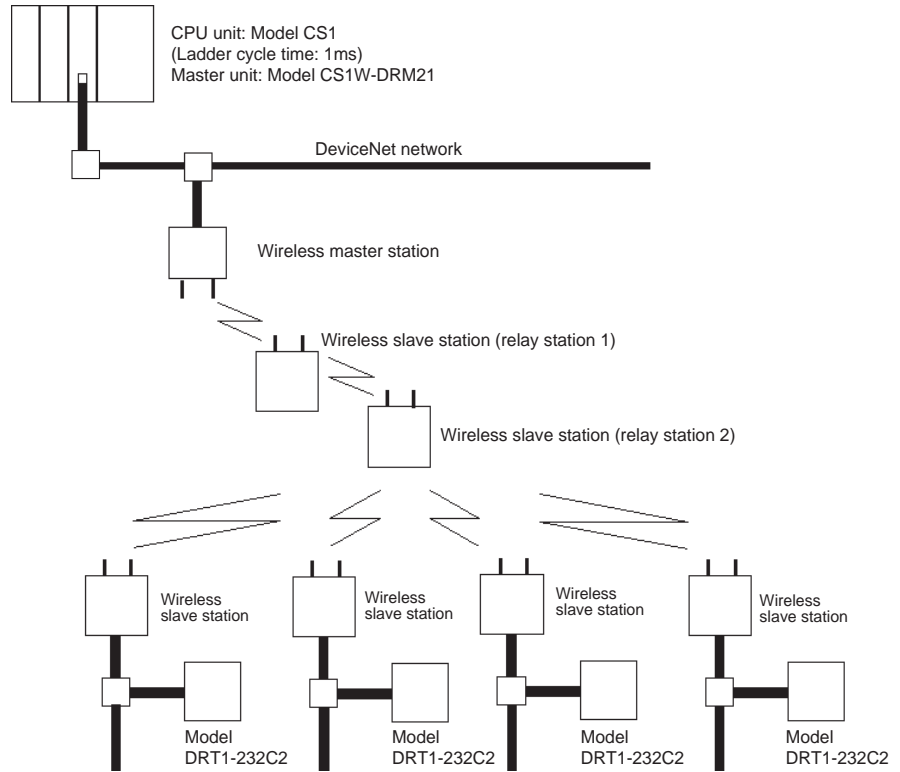 CPU unit: Model CS1
(Ladder cycle time: 1ms)
Master unit: Model CS1W-DRM21
DeviceNet network
Wireless master station
Wireless slave station (relay station 1)
Wireless slave station (relay station 2)
Wireless
slave station
Wireless
slave station
Wireless
slave station
Wireless
slave station
Model
DRT1-232C2
Model
DRT1-232C2
Model
DRT1-232C2
Model
DRT1-232C2